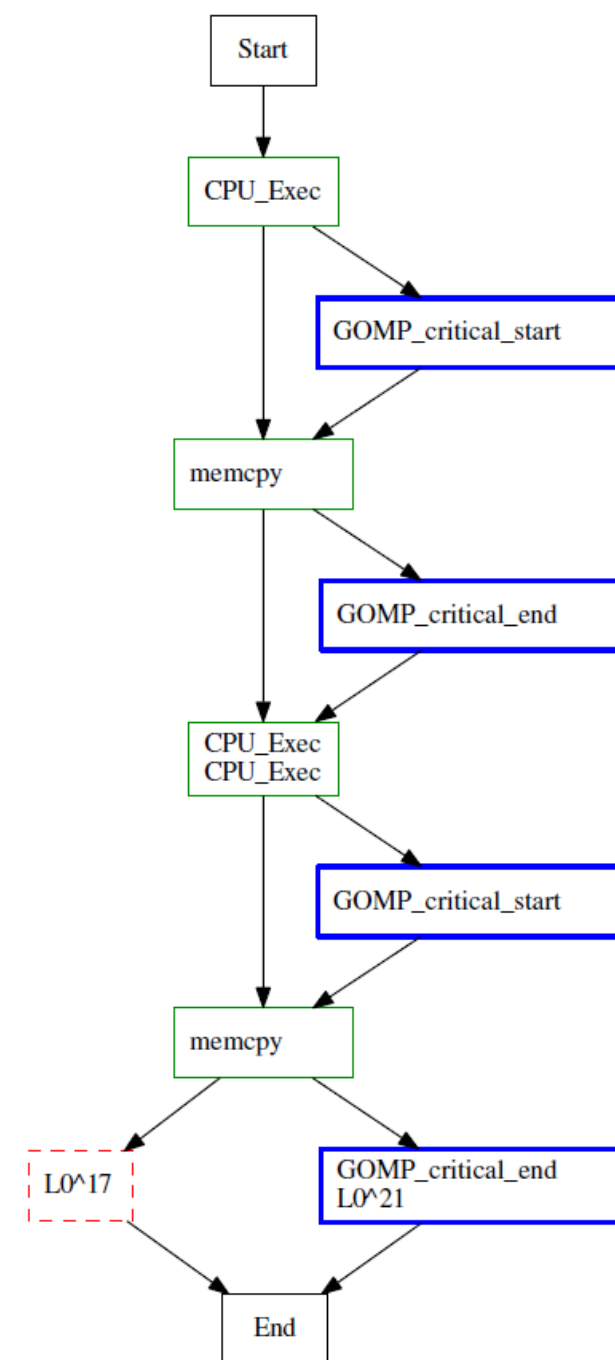 Start
CPU_Exec
GOMP_critical_start
memcpy
GOMP_critical_end
CPU_Exec
CPU_Exec
GOMP_critical_start
memcpy
L0^17
GOMP_critical_end
L0^21
End